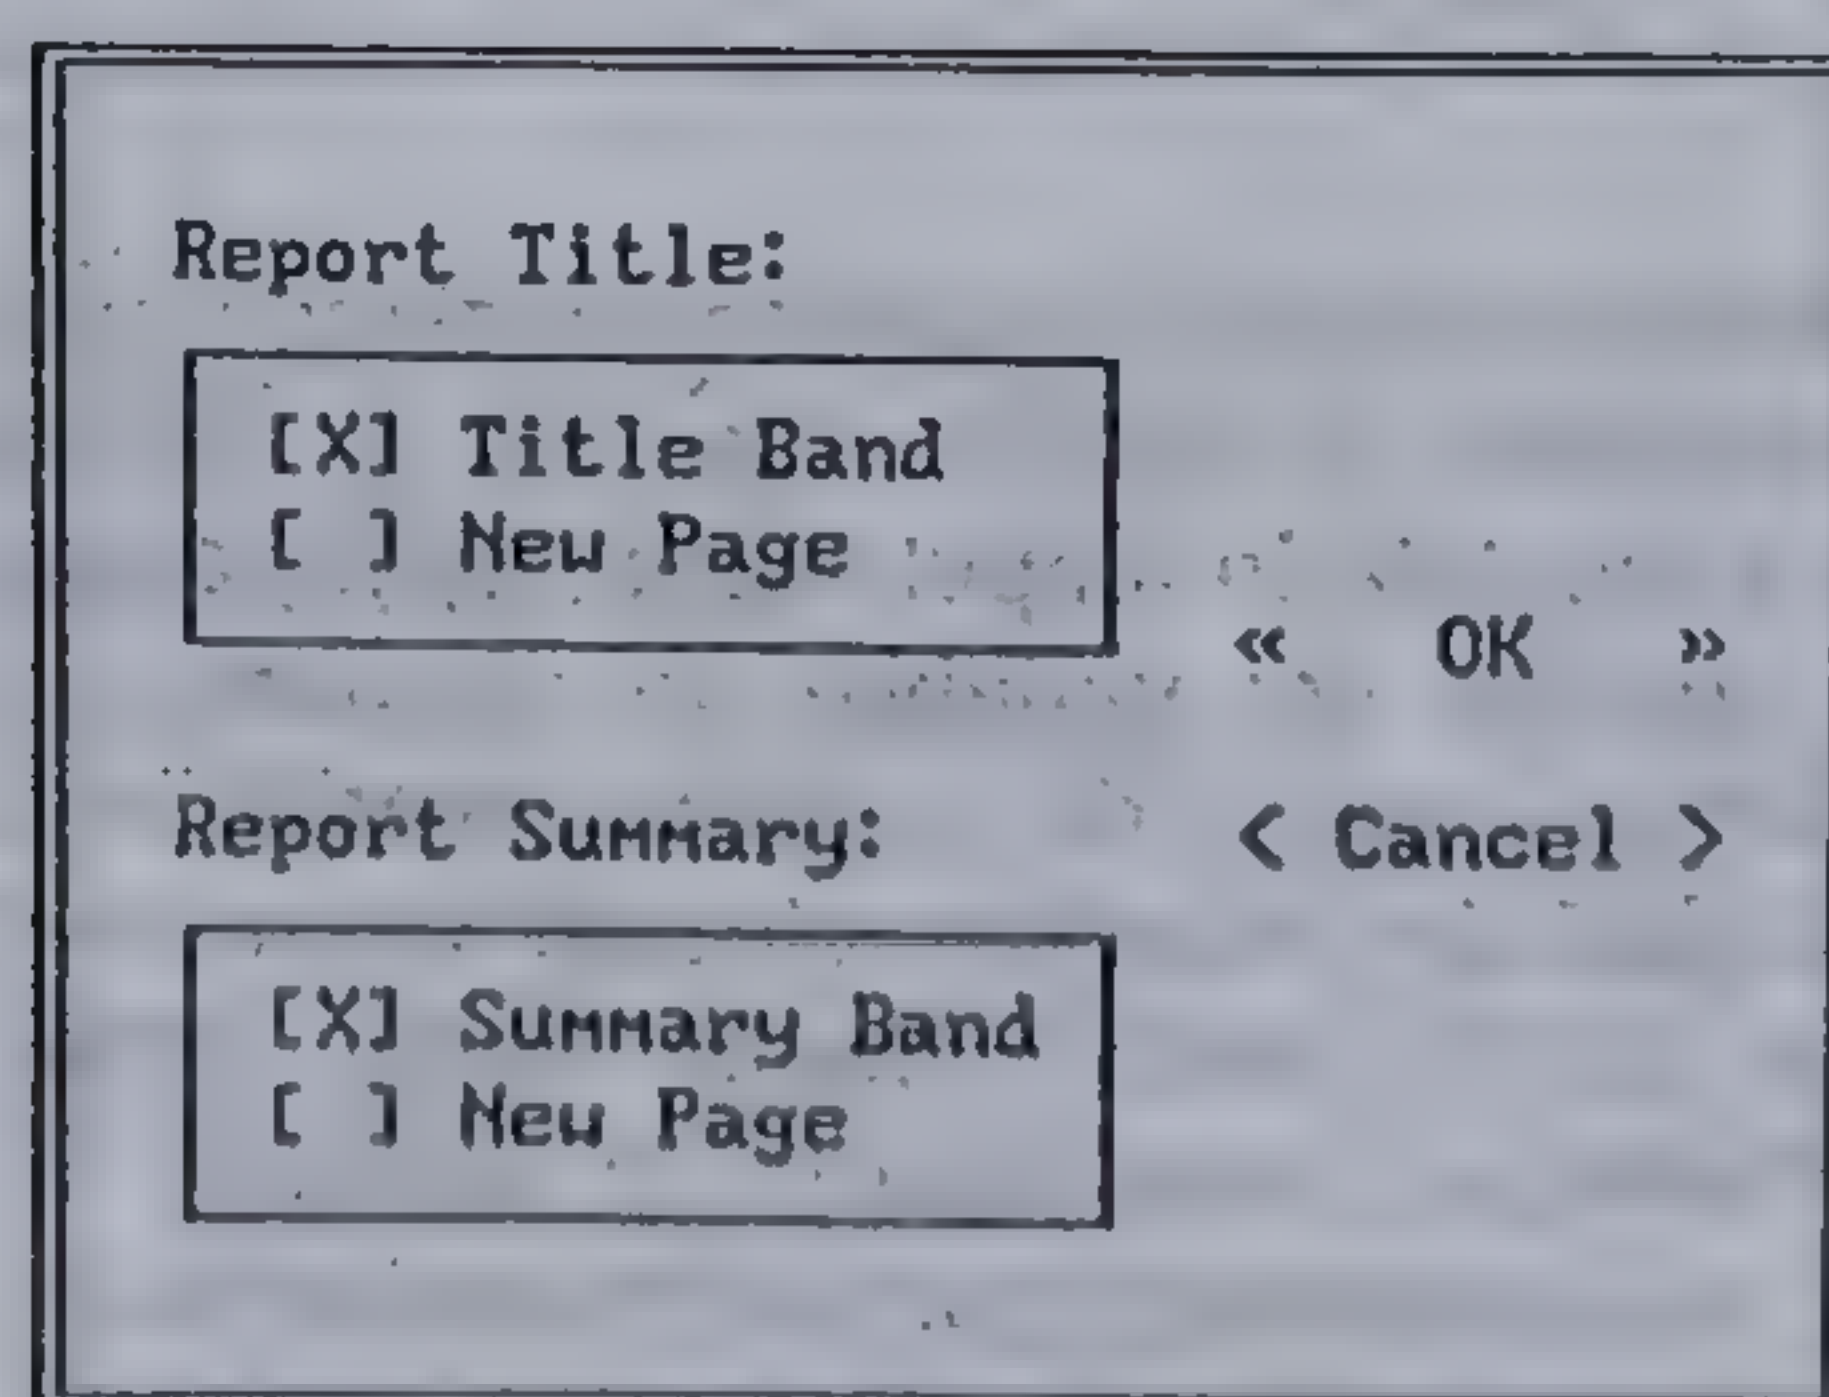 Report Title:
[X] Title Band
[ ] New Page
« OK »
Report Summary:
< Cancel >
[X] Summary Band
[ ] New Page